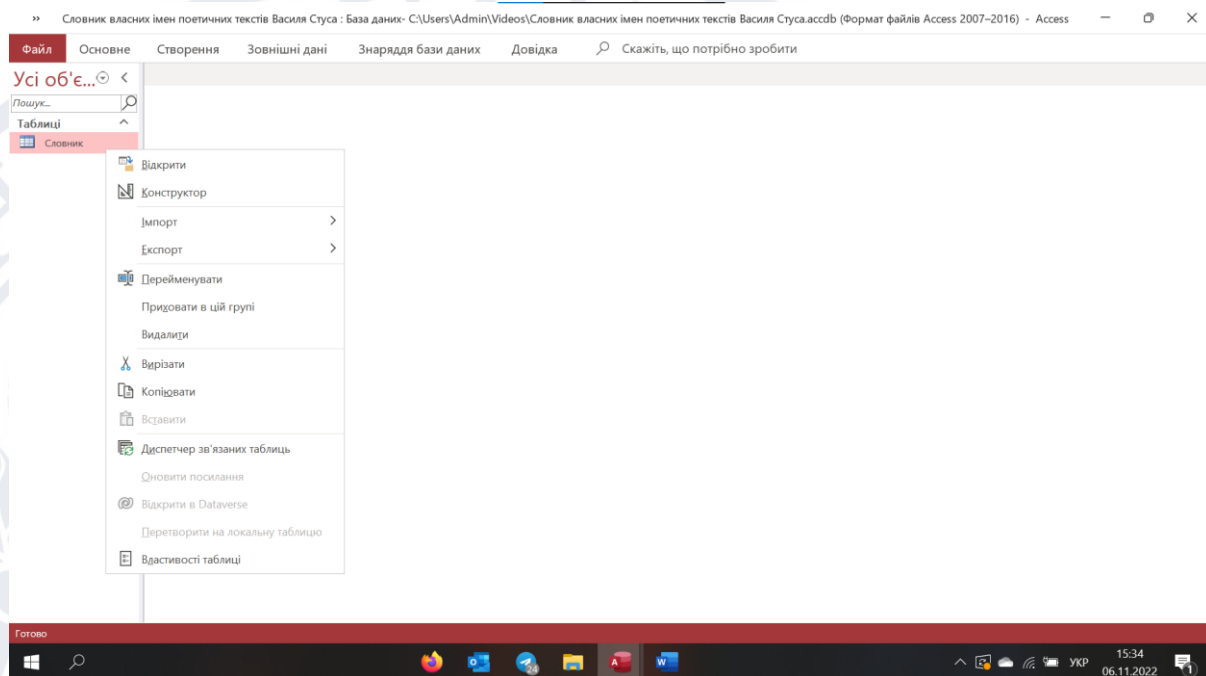 Словник власних імен поетичних текстів Василя Стуса : База даних- C:\Users\Admin\Videos\Словник власних імен поетичних текстів Василя Стуса.accdb (Формат файлів Access 2007–2016) - Access
Файл Основне Створення Зовнішні дані Знаряддя бази даних Довідка Скажіть, що потрібно зробити
Усі об'є...
Пошук...
Таблиці
Словник
Відкрити
Конструктор
Імпорт
Експорт
Перейменувати
Приховати в цій групі
Видалити
Вирізати
Копіювати
Вставити
Диспетчер зв'язаних таблиць
Оновити посилання
Відкрити в Dataverse
Перетворити на локальну таблицю
Властивості таблиці
Готово
24
УКР
15:34
06.11.2022
1